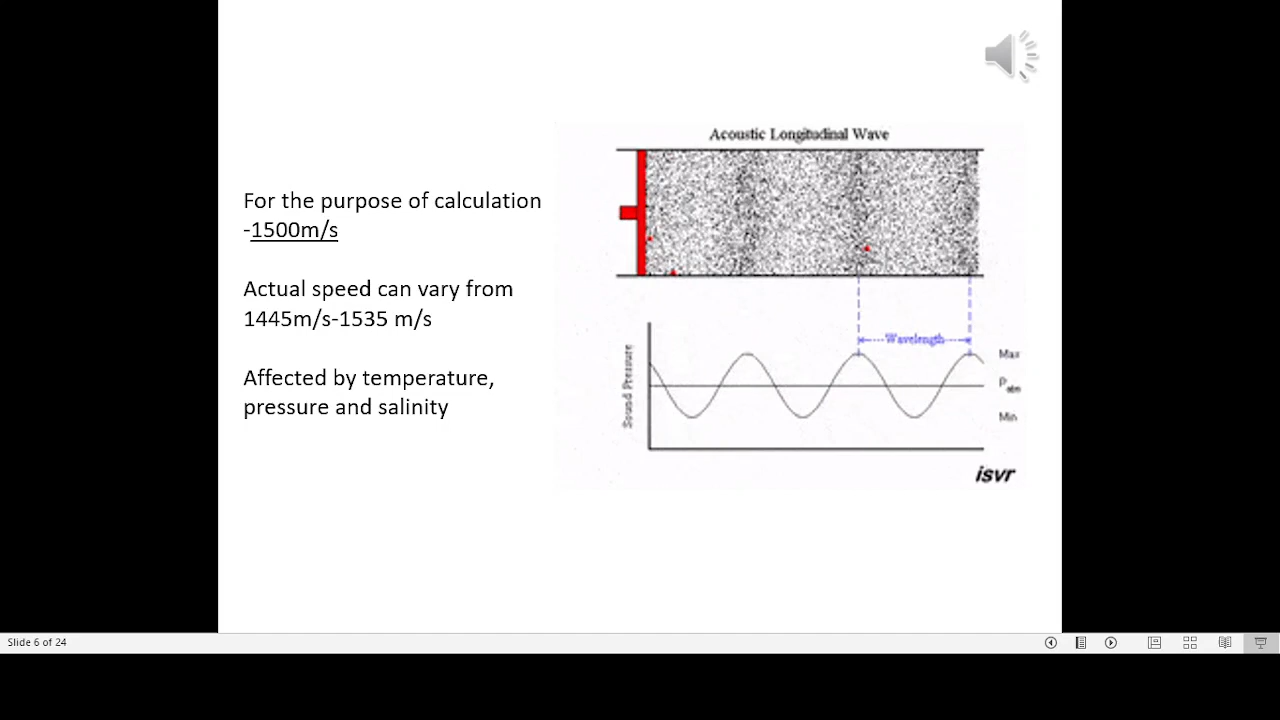 Acoustic Longitudinal Wave
For the purpose of calculation
-1500m/s
Actual speed can vary from
1445m/s-1535 m/s
Affected by temperature,
pressure and salinity
Wavelength
Sound Pressure
Max
Patm
Min
isvr
Slide 6 of 24